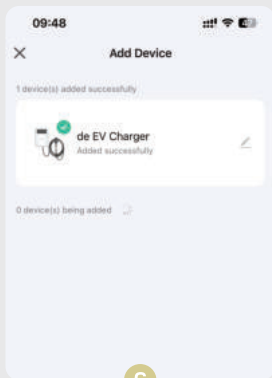 09:48
Add Device
1 device(s) added successfully
de EV Charger
Added successfully
0 device(s) being added